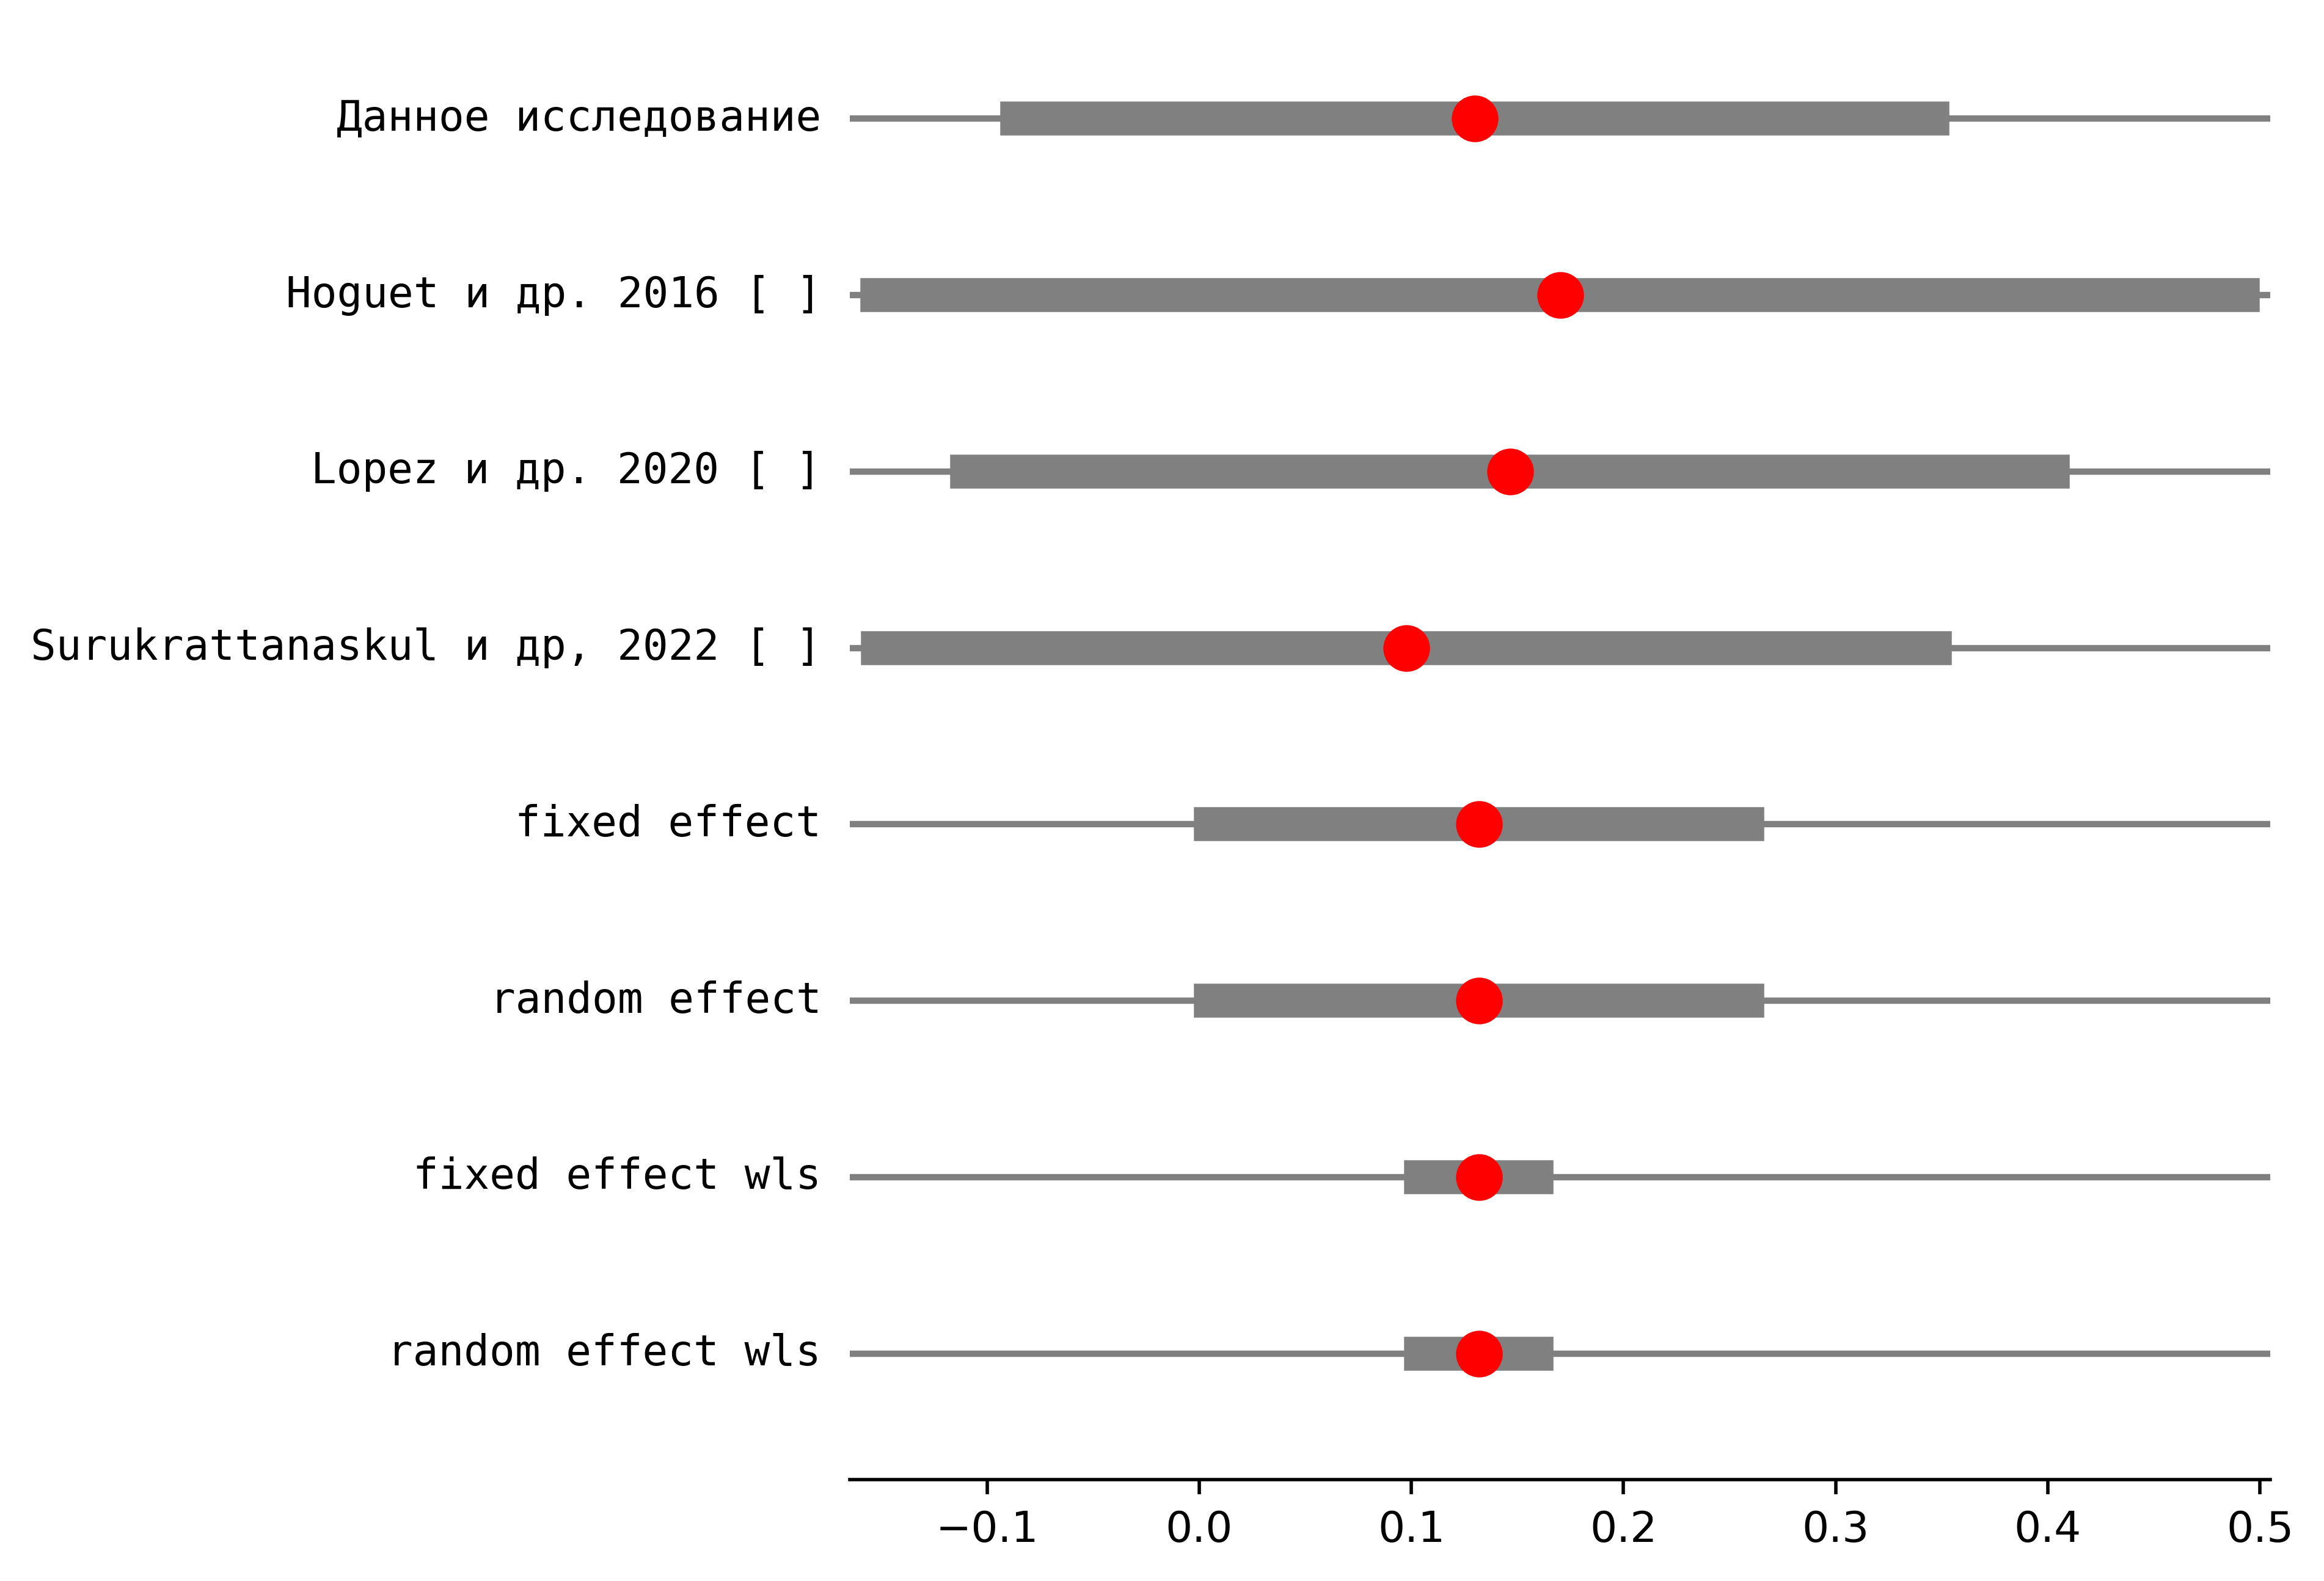 Данное исследование
Hoguet и др. 2016 [ ]
Lopez и др. 2020 [ ]
Surukrattanaskul и др, 2022 [ ]
fixed effect
random effect
fixed effect wls
random effect wls
−0.1 0.0 0.1 0.2 0.3 0.4 0.5